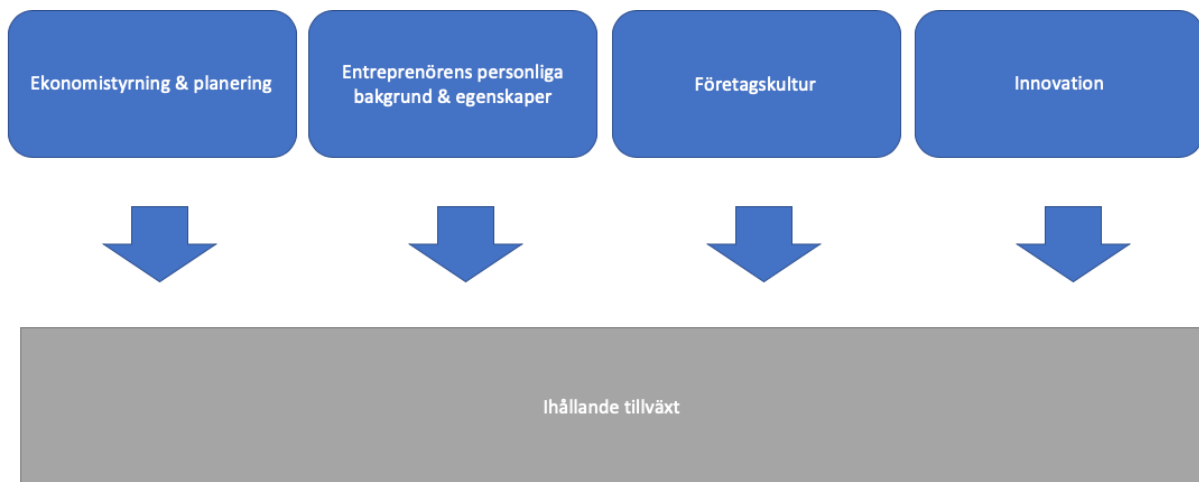 Ekonomistyrning & planering
Entreprenörens personliga
bakgrund & egenskaper
Företagskultur
Innovation
Ihållande tillväxt